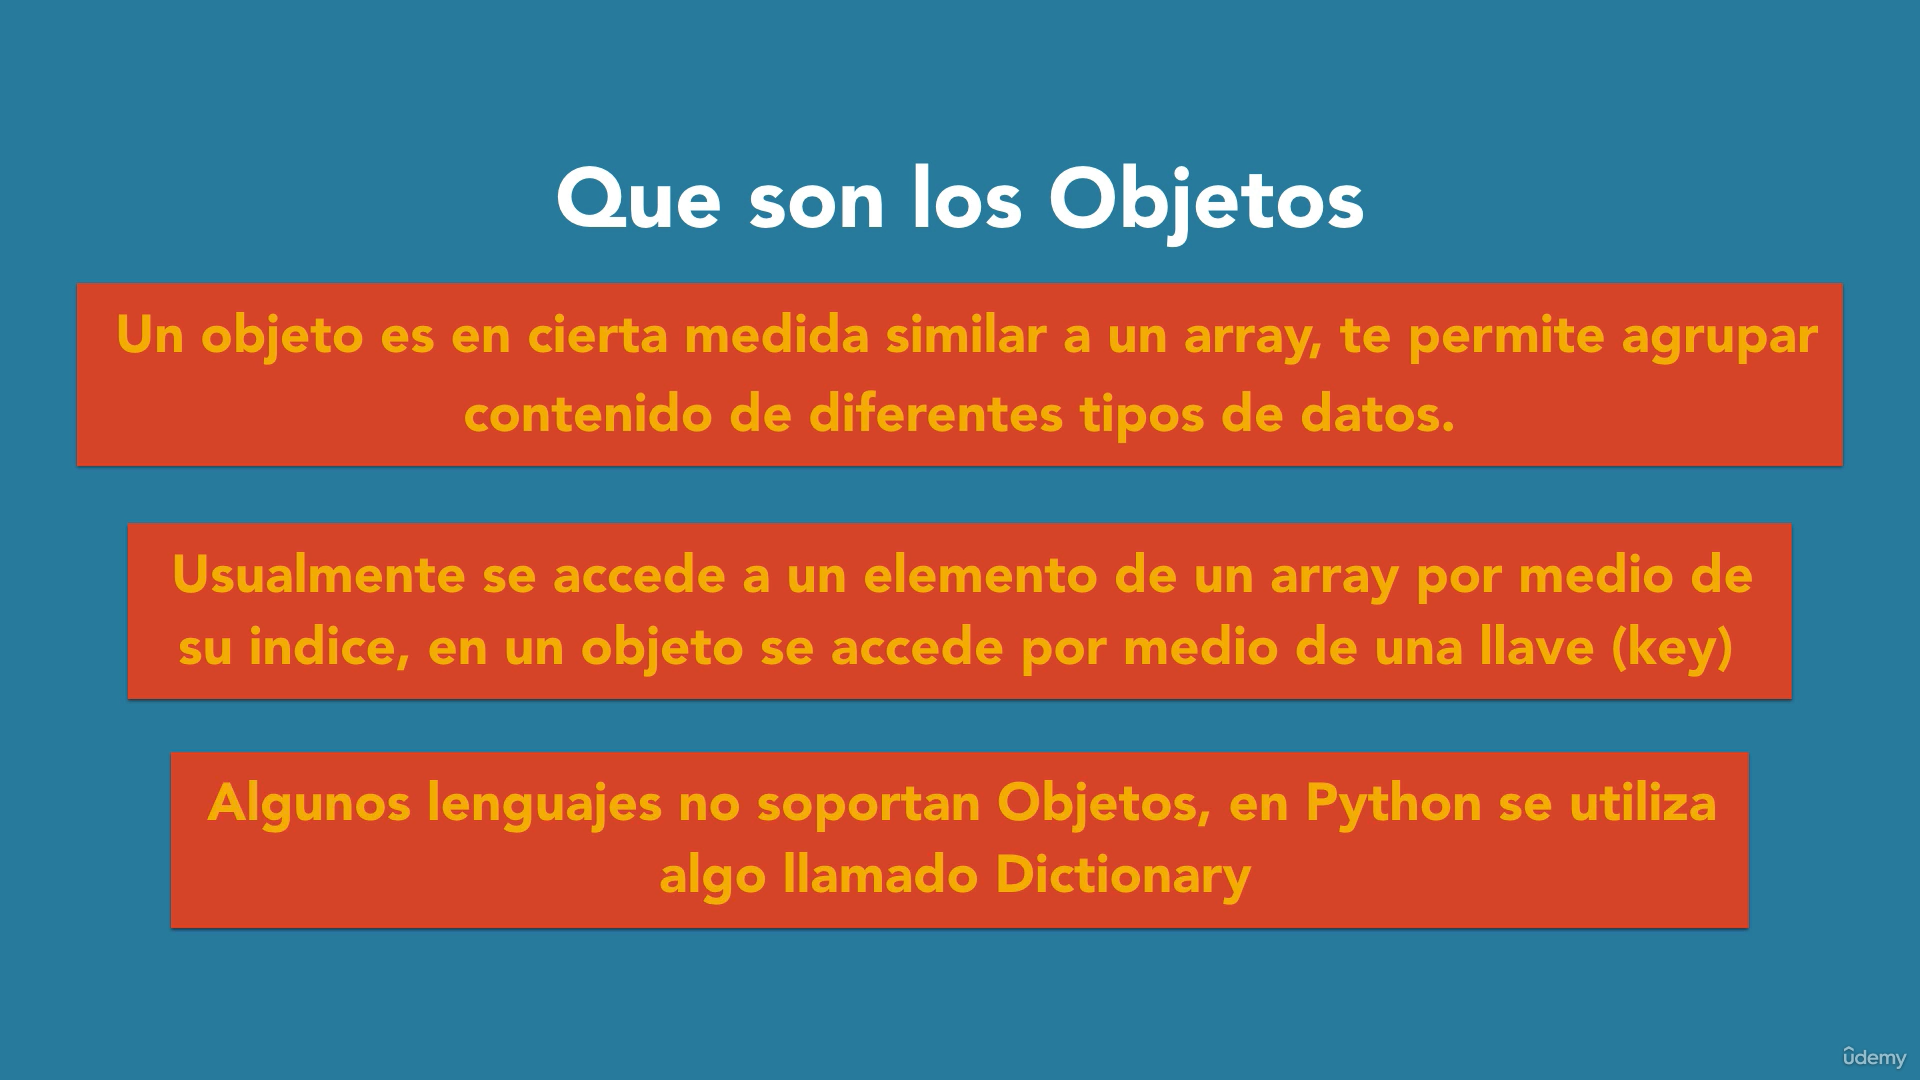 Que son los Objetos
Un objeto es en cierta medida similar a un array, te permite agrupar
contenido de diferentes tipos de datos.
Usualmente se accede a un elemento de un array por medio de
su indice, en un objeto se accede por medio de una llave (key)
Algunos lenguajes no soportan Objetos, en Python se utiliza
algo llamado Dictionary
ûdemy